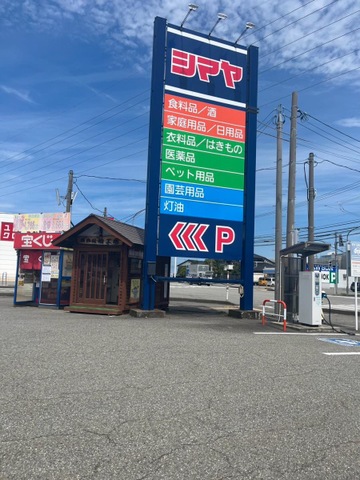 シマヤ
食料品／酒
家庭用品／日用品
衣料品／はきもの
医薬品
ペット用品
園芸用品
灯油
P
宝くじ